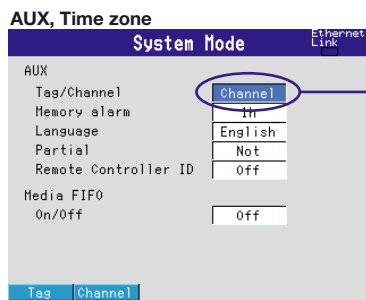 AUX, Time zone
System Mode
Ethernet
Link
AUX
Tag/Channel Channel
Memory alarm 1h
Language English
Partial Not
Remote Controller ID Off
Media FIFO
On/Off Off
Tag Channel